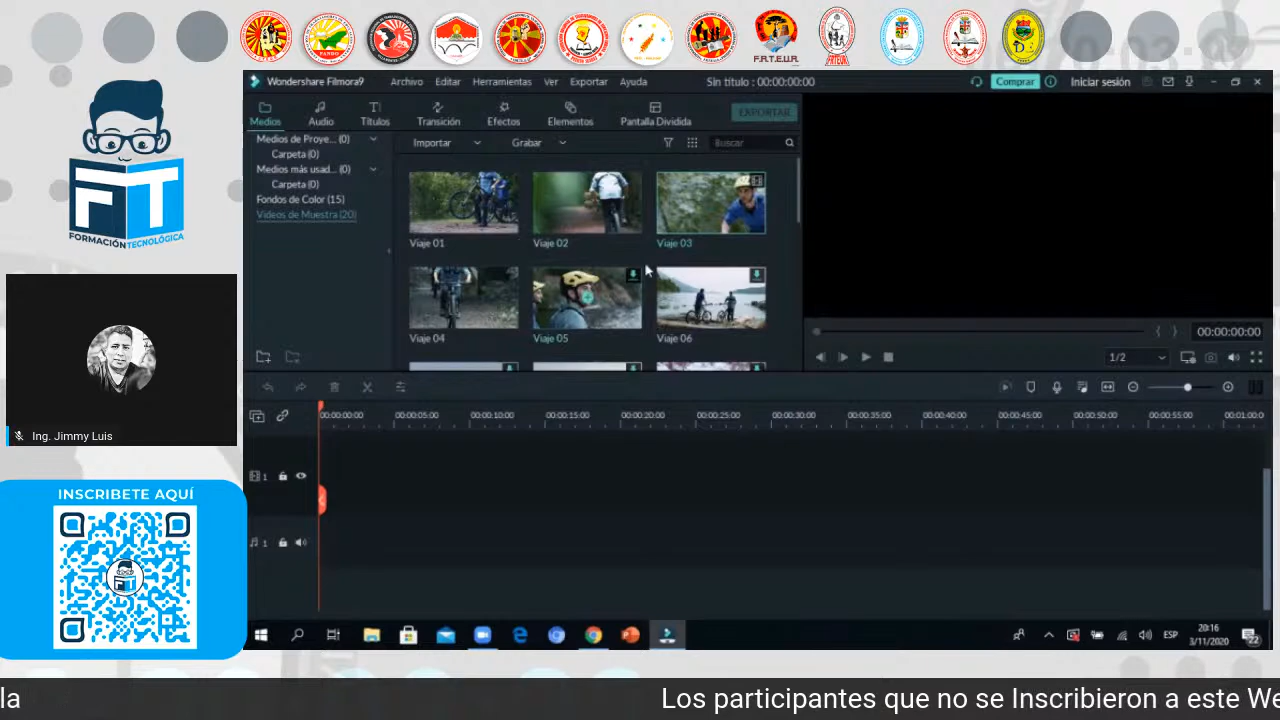 Wondershare Filmora9
Archivo
Editar
Herramientas
Ver
Exportar
Ayuda
Sin título : 00:00:00:00
Comprar
Iniciar sesión
Medios
Audio
Títulos
Transición
Efectos
Elementos
Pantalla Dividida
EXPORTAR
Medios de Proye... (0)
Carpeta (0)
Medios más usad... (0)
Carpeta (0)
Fondos de Color (15)
Videos de Muestra (20)
Importar
Grabar
Buscar
Viaje 01
Viaje 02
Viaje 03
Viaje 04
Viaje 05
Viaje 06
00:00:00:00
1/2
00:00:00:00
00:00:05:00
00:00:10:00
00:00:15:00
00:00:20:00
00:00:25:00
00:00:30:00
00:00:35:00
00:00:40:00
00:00:45:00
00:00:50:00
00:00:55:00
00:01:00:0
1
1
FT
FORMACIÓN TECNOLÓGICA
Ing. Jimmy Luis
INSCRIBETE AQUÍ
F.R.T.E.U.R.
PANDO
ESP
20:16
3/11/2020
22
la
Los participantes que no se Inscribieron a este We